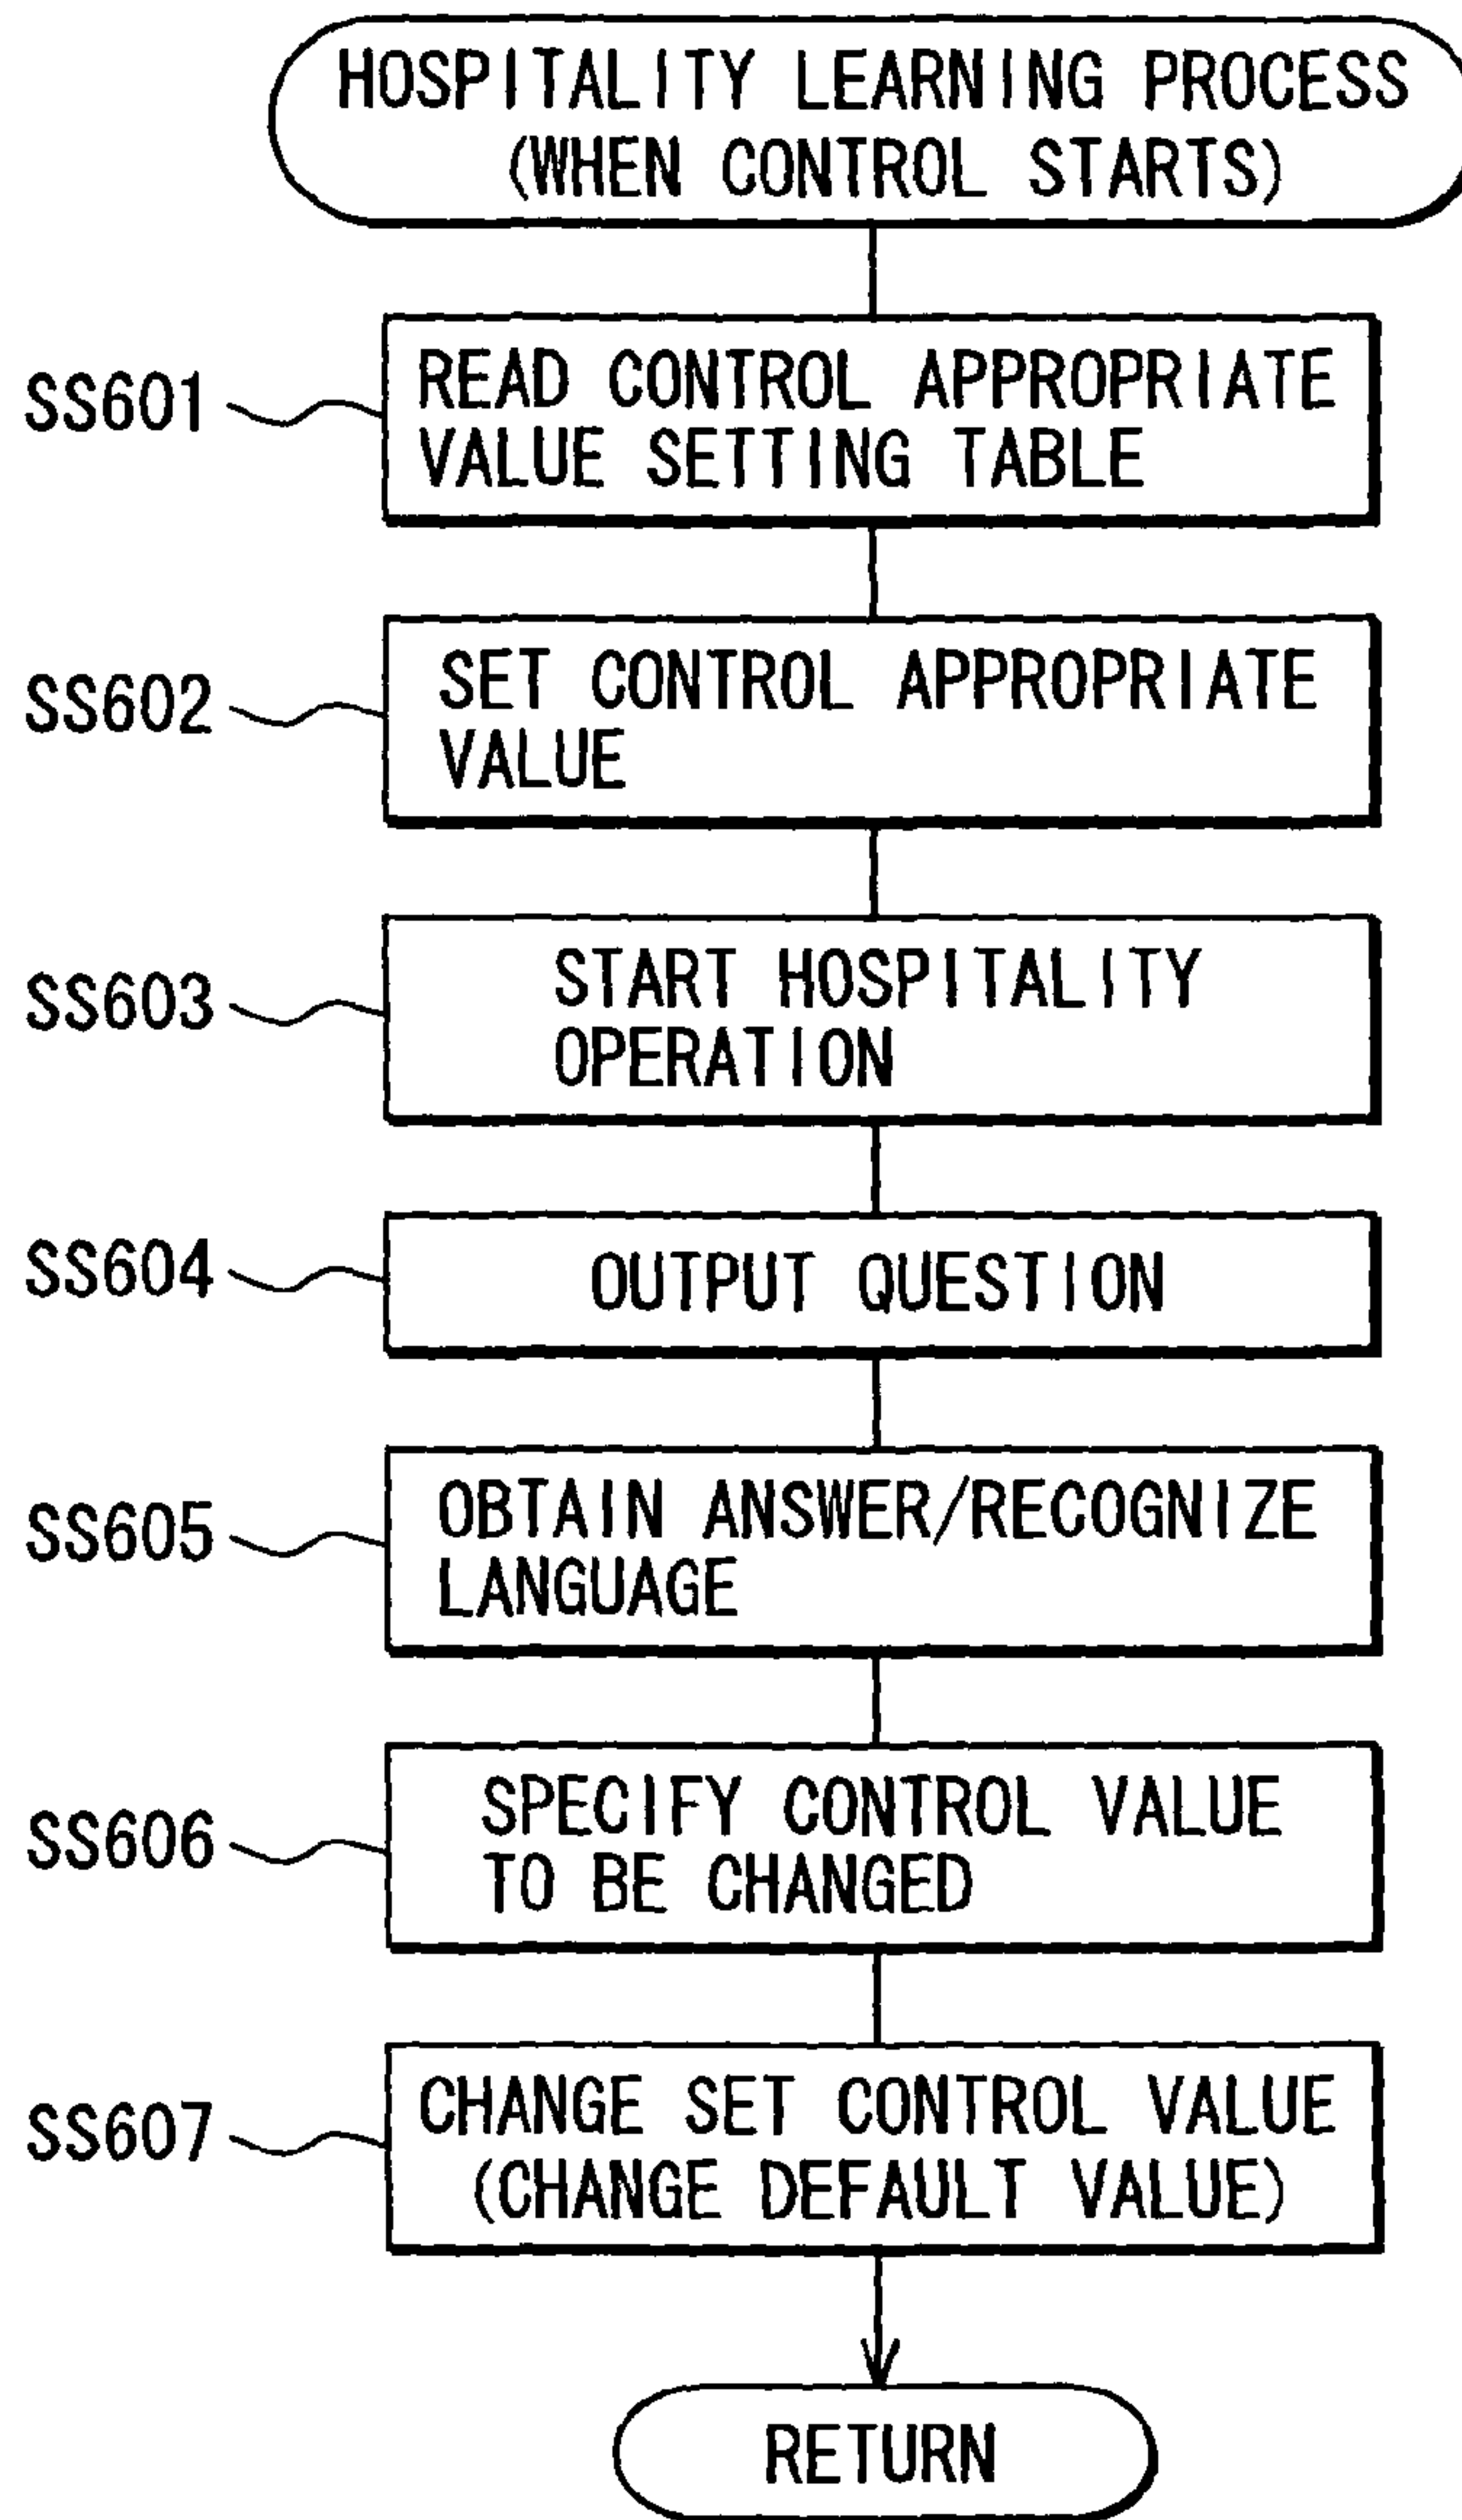 HOSPITALITY LEARNING PROCESS
(WHEN CONTROL STARTS)
SS601
READ CONTROL APPROPRIATE
VALUE SETTING TABLE
SS602
SET CONTROL APPROPRIATE
VALUE
SS603
START HOSPITALITY
OPERATION
SS604
OUTPUT QUESTION
SS605
OBTAIN ANSWER/RECOGNIZE
LANGUAGE
SS606
SPECIFY CONTROL VALUE
TO BE CHANGED
SS607
CHANGE SET CONTROL VALUE
(CHANGE DEFAULT VALUE)
RETURN